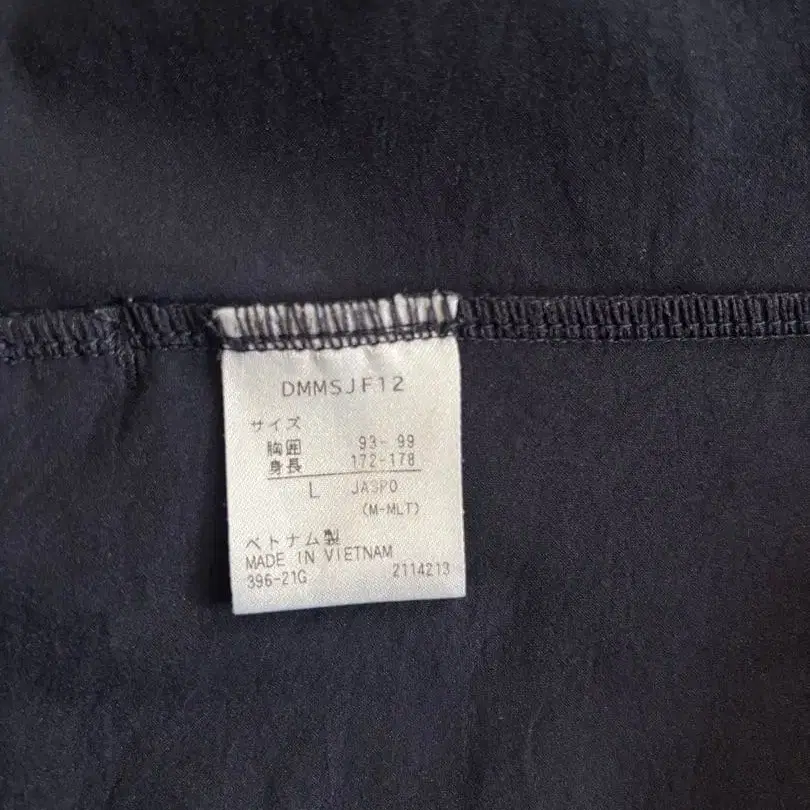 DMMSJF12
サイズ
胸囲 93-99
身長 172-178
L JASPO
(M-MLT)
ベトナム製
MADE IN VIETNAM
396-21G 2114213